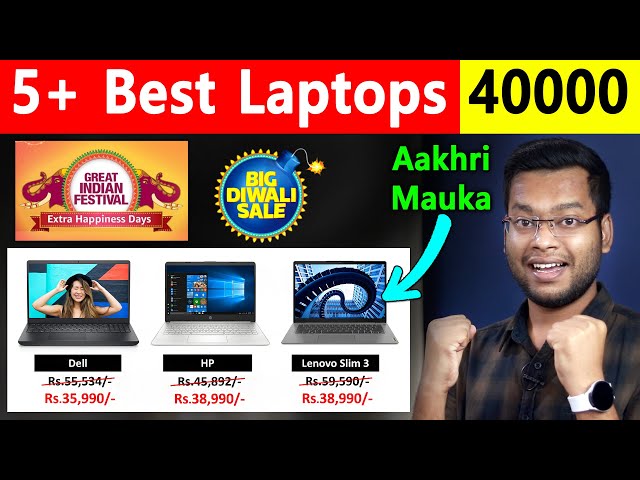 5+ Best Laptops 40000
GREAT
INDIAN
FESTIVAL
Extra Happiness Days
BIG
DIWALI
SALE
Aakhri
Mauka
Dell
Rs.55,534/-
Rs.35,990/-
HP
Rs.45,892/-
Rs.38,990/-
Lenovo Slim 3
Rs.59,590/-
Rs.38,990/-